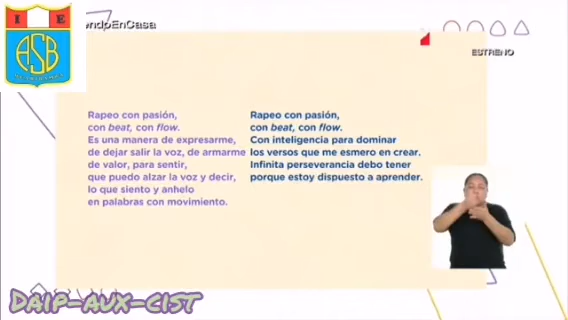 I E
ASB
endoEnCasa
ESTRENO
Rapeo con pasión,
con beat, con flow.
Es una manera de expresarme,
de dejar salir la voz, de armarme
de valor, para sentir,
que puedo alzar la voz y decir,
lo que siento y anhelo
en palabras con movimiento.
Rapeo con pasión,
con beat, con flow.
Con inteligencia para dominar
los versos que me esmero en crear.
Infinita perseverancia debo tener
porque estoy dispuesto a aprender.
DAIP-AUX-CIST